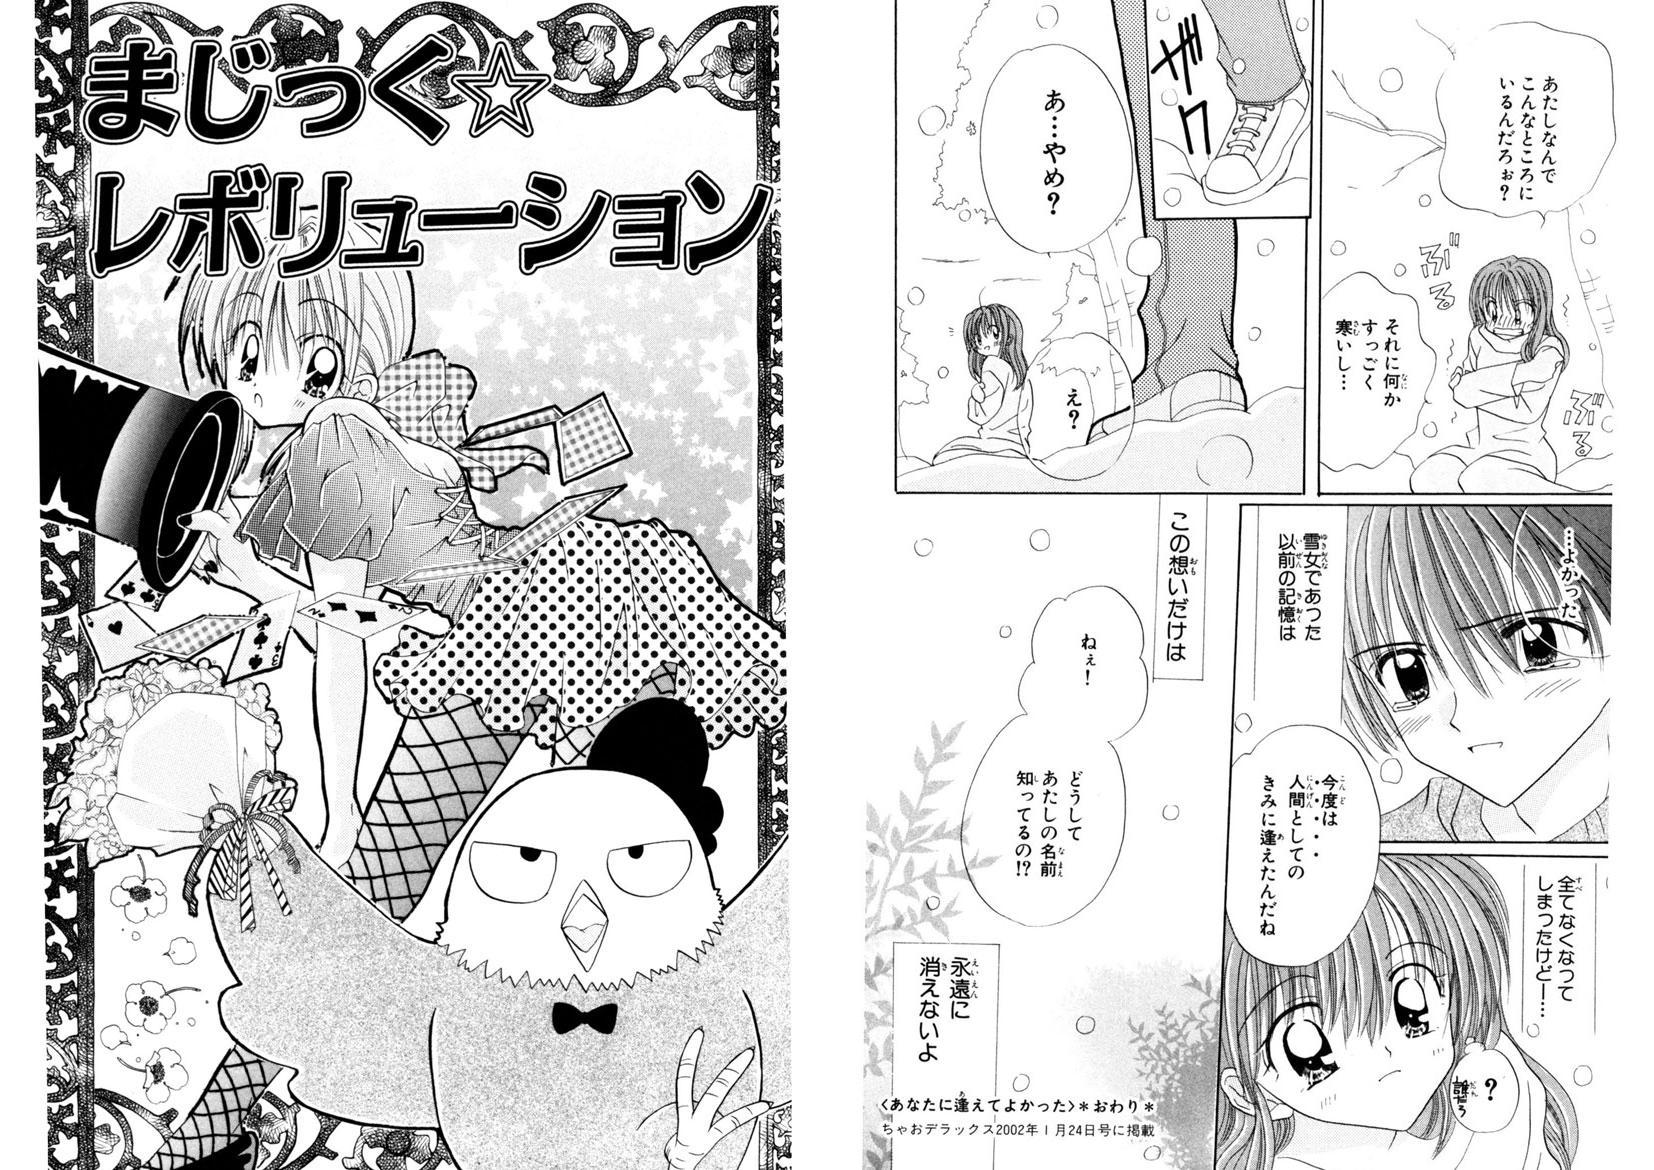 あたしなんで
こんなところに
いるんだろぉ?
ぶる
それに何か
すっごく
寒いし…
ぶる
ザク
あ…やめ?
え?
…よかった
雪女であった
以前の記憶は
全てなくなって
しまったけど!…
今度は
人間としての
きみに逢えたんだね
?
誰だろ
この想いだけは
ねぇ!
どうして
あたしの名前
知ってるの!?
永遠に
消えないよ
〈あなたに逢えてよかった〉＊おわり＊
ちゃおデラックス2002年1月24日号に掲載
まじっく☆
レボリューション